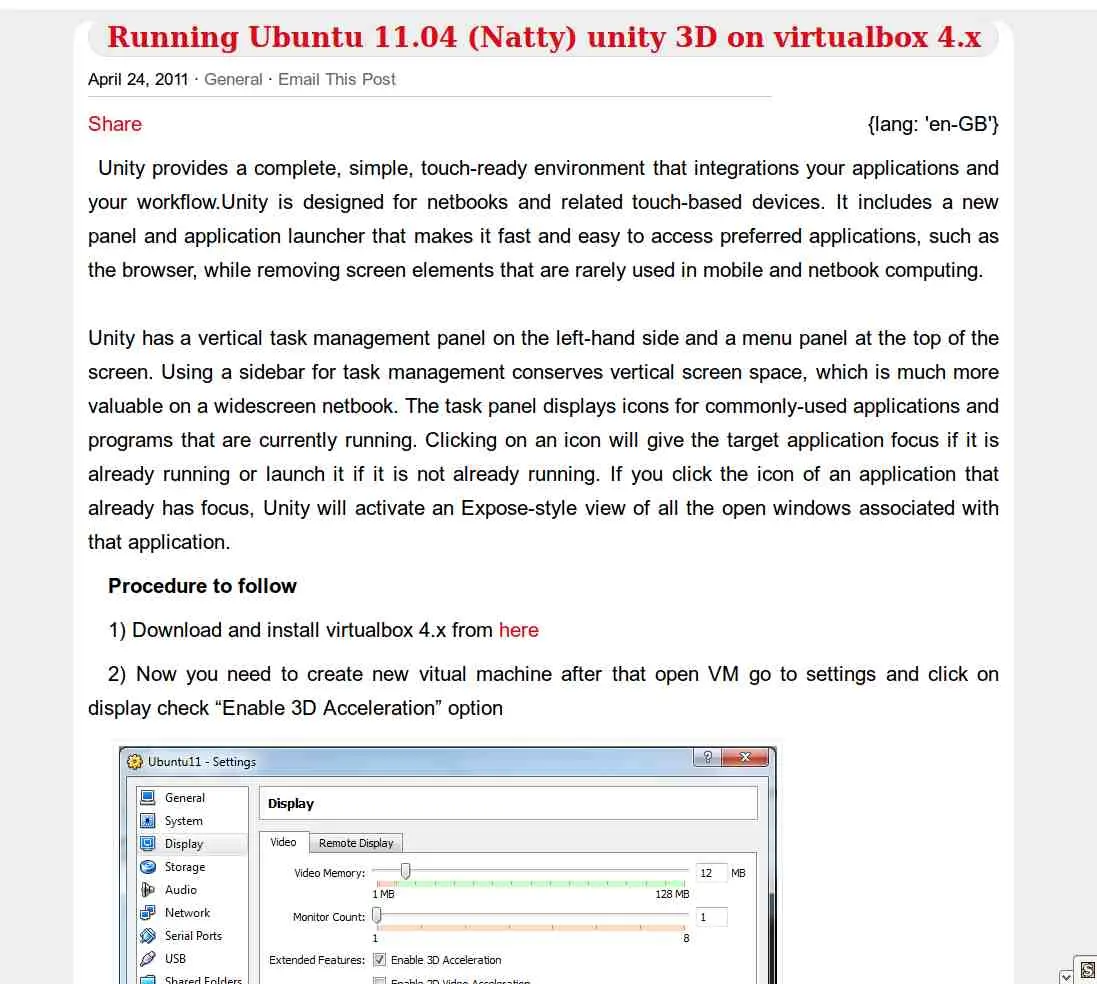 Running Ubuntu 11.04 (Natty) unity 3D on virtualbox 4.x
April 24, 2011 · General · Email This Post
Share {lang: 'en-GB'}
Unity provides a complete, simple, touch-ready environment that integrations your applications and
your workflow.Unity is designed for netbooks and related touch-based devices. It includes a new
panel and application launcher that makes it fast and easy to access preferred applications, such as
the browser, while removing screen elements that are rarely used in mobile and netbook computing.
Unity has a vertical task management panel on the left-hand side and a menu panel at the top of the
screen. Using a sidebar for task management conserves vertical screen space, which is much more
valuable on a widescreen netbook. The task panel displays icons for commonly-used applications and
programs that are currently running. Clicking on an icon will give the target application focus if it is
already running or launch it if it is not already running. If you click the icon of an application that
already has focus, Unity will activate an Expose-style view of all the open windows associated with
that application.
Procedure to follow
1) Download and install virtualbox 4.x from here
2) Now you need to create new vitual machine after that open VM go to settings and click on
display check “Enable 3D Acceleration” option
Ubuntu11 - Settings
?
General
System
Display
Storage
Audio
Network
Serial Ports
USB
Shared Folders
Display
Video Remote Display
Video Memory: 12 MB
1 MB 128 MB
Monitor Count: 1
1 8
Extended Features: Enable 3D Acceleration
Enable 2D Video Acceleration
S